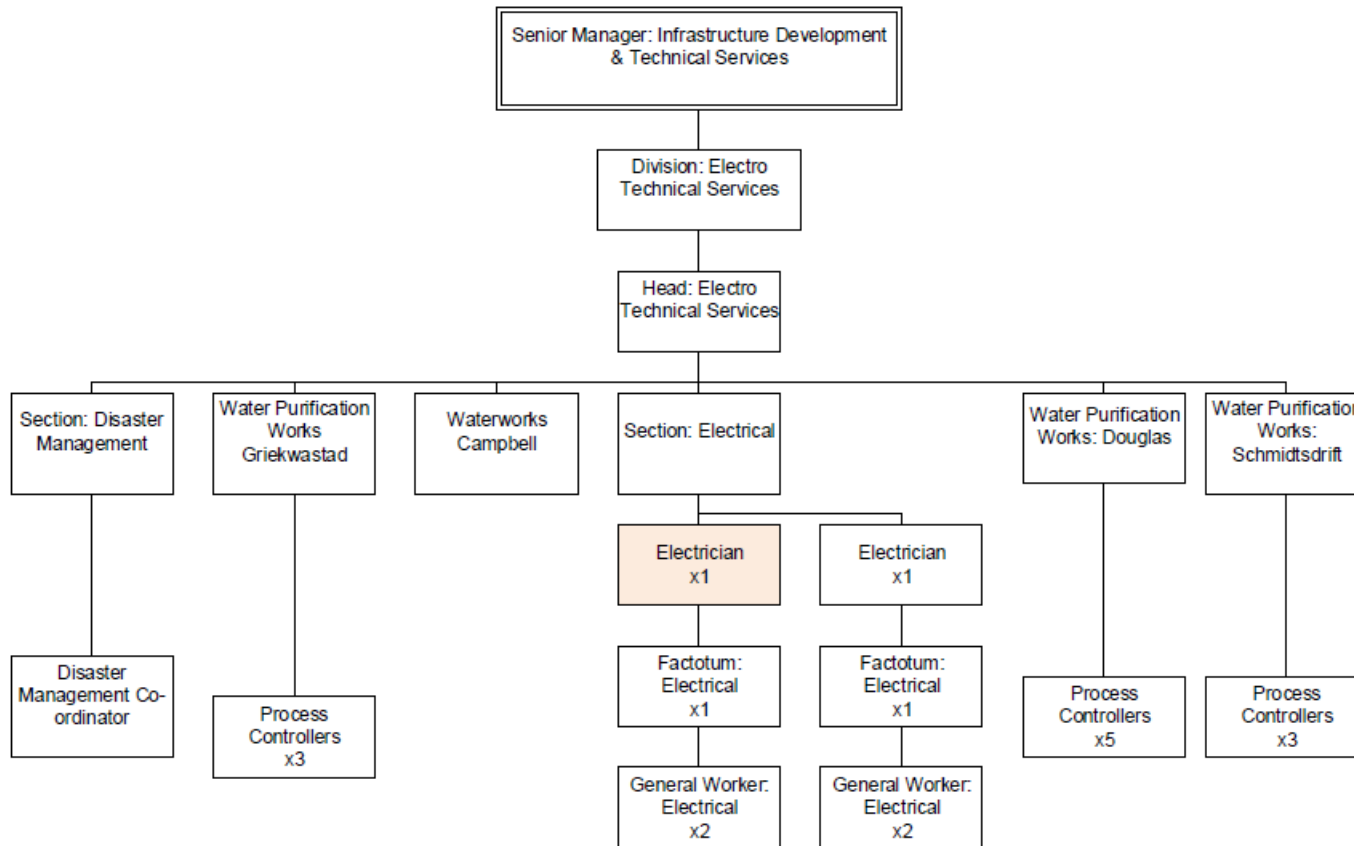 Senior Manager: Infrastructure Development
& Technical Services
Division: Electro
Technical Services
Head: Electro
Technical Services
Section: Disaster
Management
Water Purification
Works
Griekwastad
Waterworks
Campbell
Section: Electrical
Water Purification
Works: Douglas
Water Purification
Works:
Schmidtsdrift
Electrician
x1
Electrician
x1
Disaster
Management Co-
ordinator
Process
Controllers
x3
Factotum:
Electrical
x1
Factotum:
Electrical
x1
Process
Controllers
x5
Process
Controllers
x3
General Worker:
Electrical
x2
General Worker:
Electrical
x2